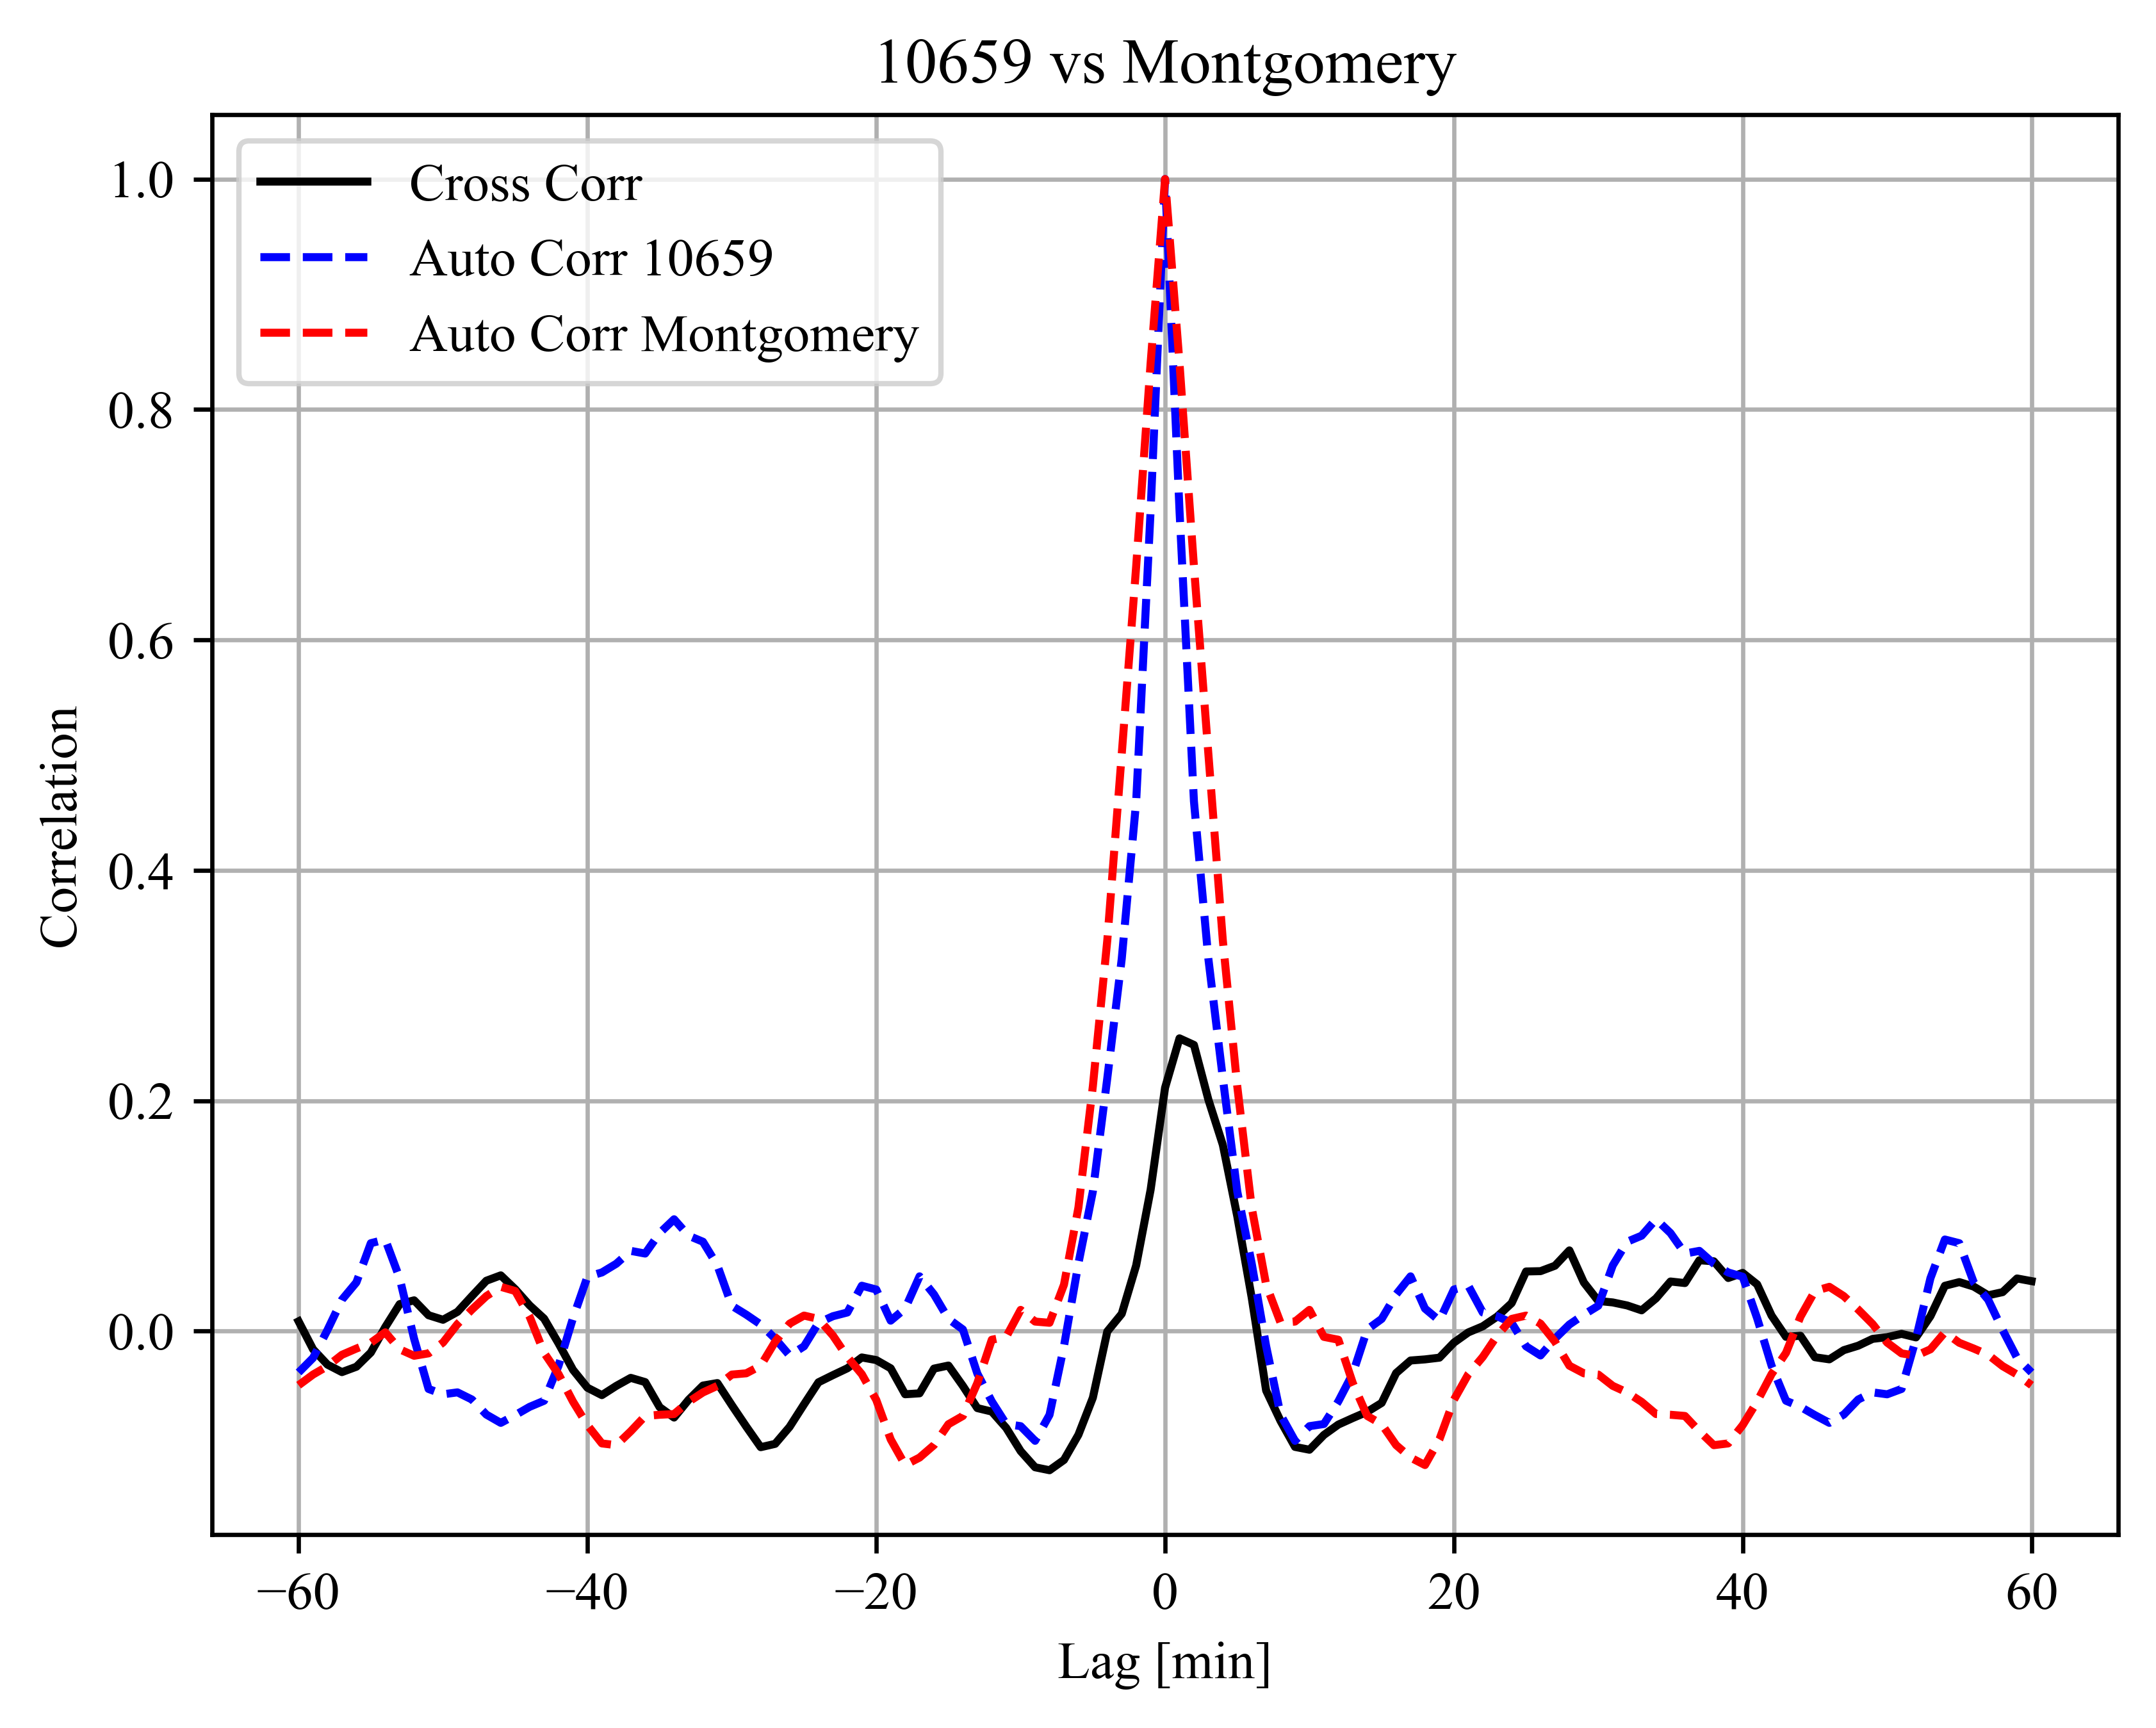 10659 vs Montgomery
Cross Corr
Auto Corr 10659
Auto Corr Montgomery
1.0
0.8
0.6
0.4
0.2
0.0
Correlation
−60 −40 −20 0 20 40 60
Lag [min]